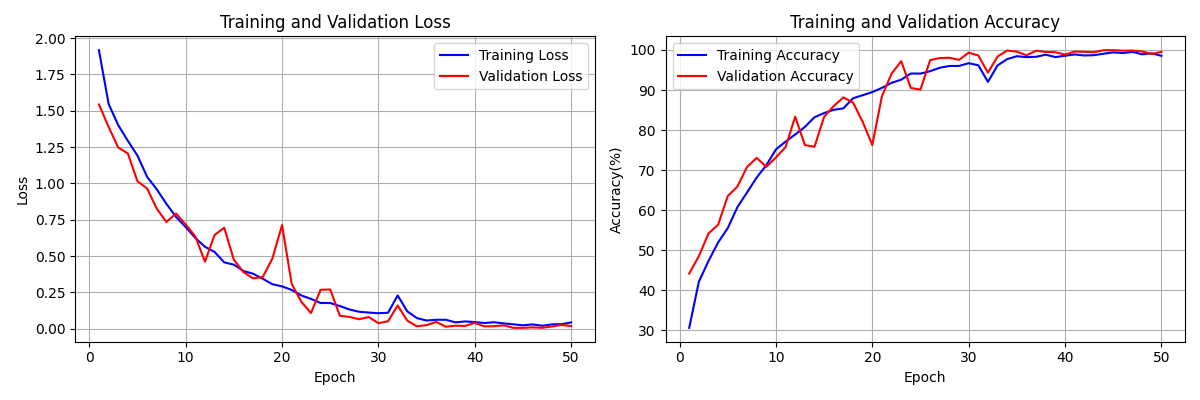 Training and Validation Loss
2.00
1.75
1.50
1.25
1.00
0.75
0.50
0.25
0.00
Loss
Training Loss
Validation Loss
0
10
20
30
40
50
Epoch
Training and Validation Accuracy
100
90
80
70
60
50
40
30
Accuracy(%)
Training Accuracy
Validation Accuracy
0
10
20
30
40
50
Epoch